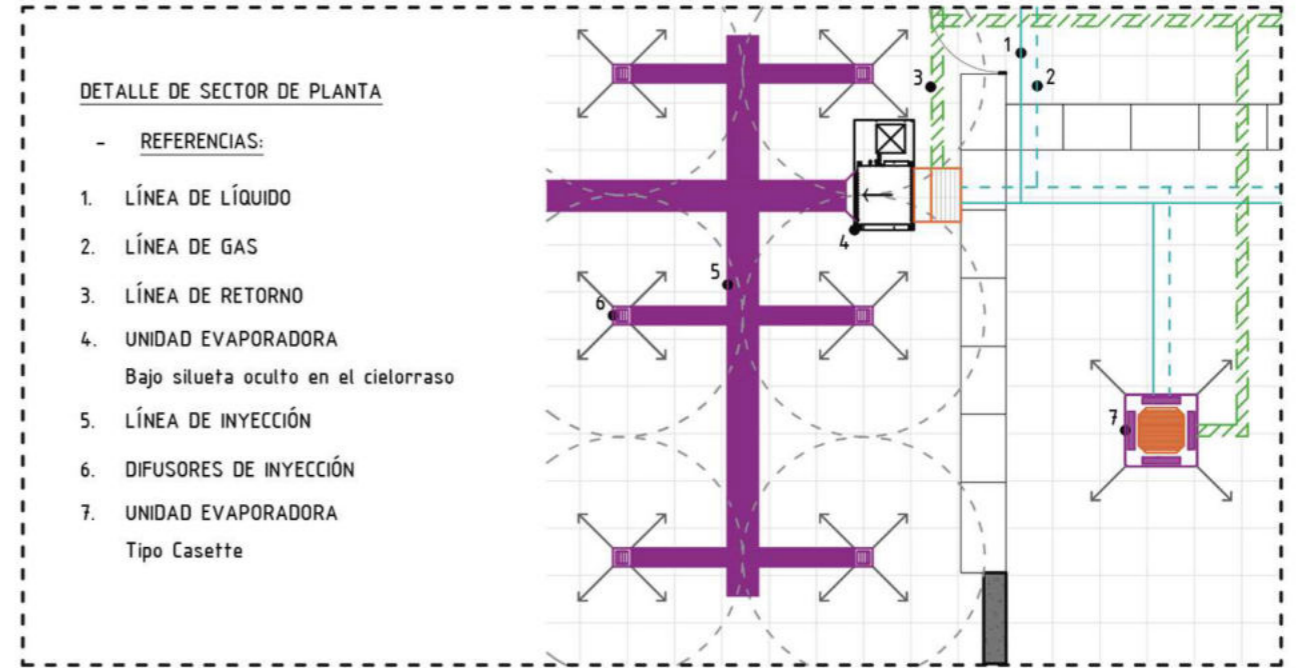 DETALLE DE SECTOR DE PLANTA
- REFERENCIAS:
1. LÍNEA DE LÍQUIDO
2. LÍNEA DE GAS
3. LÍNEA DE RETORNO
4. UNIDAD EVAPORADORA
Bajo silueta oculto en el cielorraso
5. LÍNEA DE INYECCIÓN
6. DIFUSORES DE INYECCIÓN
7. UNIDAD EVAPORADORA
Tipo Casette
1
2
3
4
5
6
7